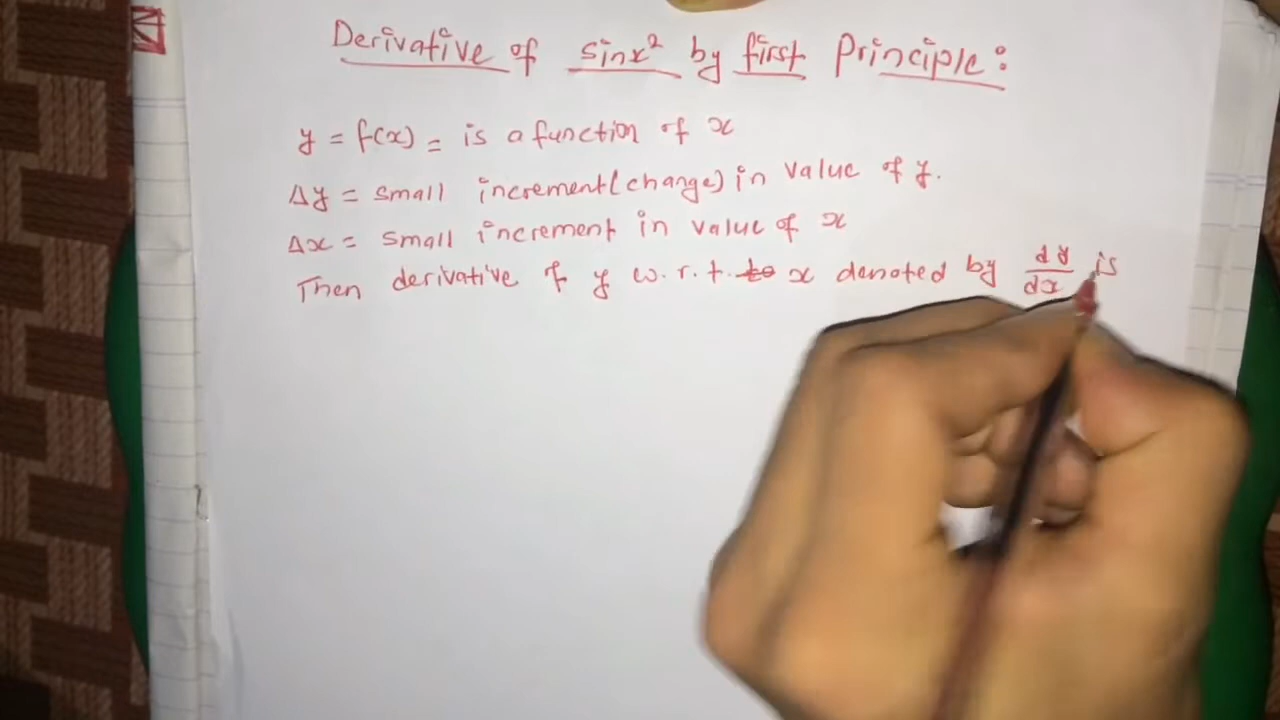 Derivative of sinx² by first Principle:
y = f(x) = is a function of x
Δy = small increment(change) in value of y.
Δx = small increment in value of x
Then derivative of y w.r.t. to x denoted by dy/dx is